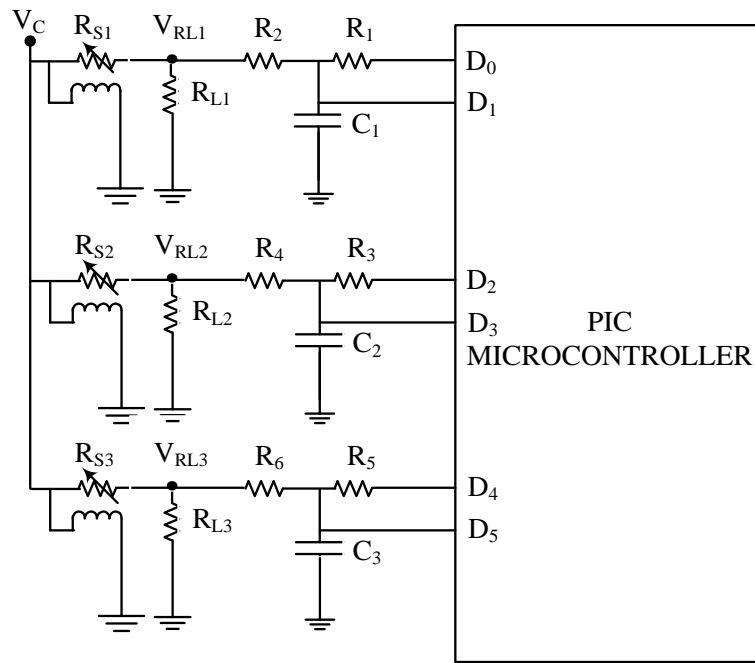 V_C
R_S1 V_RL1 R_2 R_1
D_0
R_L1
D_1
C_1
R_S2 V_RL2 R_4 R_3
D_2
R_L2
D_3
C_2
PIC
MICROCONTROLLER
R_S3 V_RL3 R_6 R_5
D_4
R_L3
D_5
C_3